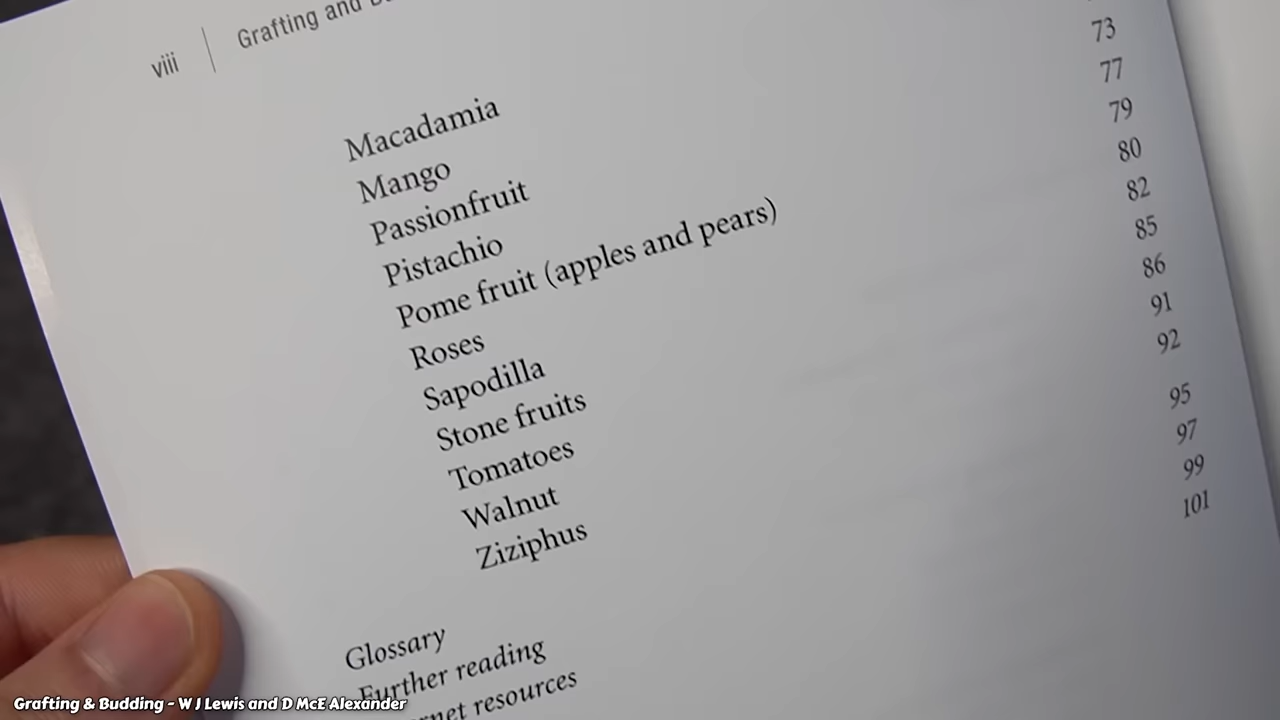 viii | Grafting and
Macadamia
Mango
Passionfruit 73
Pistachio 77
Pome fruit (apples and pears) 79
Roses 80
Sapodilla 82
Stone fruits 85
Tomatoes 86
Walnut 91
Ziziphus 92
Glossary 95
Further reading 97
resources 99
101
Grafting & Budding - W J Lewis and D McE Alexander